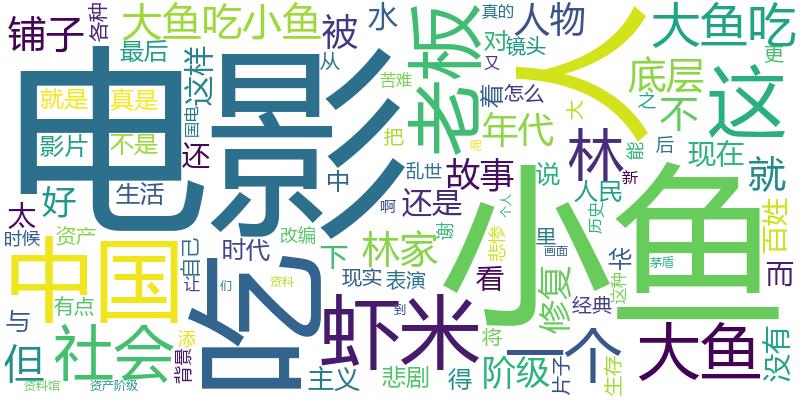 铺子
各种
大鱼吃小鱼
被
水
老板
真的
人物
大鱼吃
最后
从
对
镜头
更
电影
这样
苦难
又
人
底层
这
就是
真是
国电
着
怎么
大
不
之
影片
不是
把
年代
呢
能
后
现在
还
乱世
故事
林
说
新
就
好
生活
中
啊
还是
个人
人民
小鱼
百姓
太
时候
资产
时代
改编
下
林家
谢
悲惨
里
历史
画面
华
茅盾
而
中国
让
自己
吃
资料
们
现实
表演
看
修复
这种
一
有点
与
到
虾米
经典
将
一个
大鱼
没有
但
社会
添
背景
主义
悲剧
得
阶级
片子
生存
资料馆
资产阶级